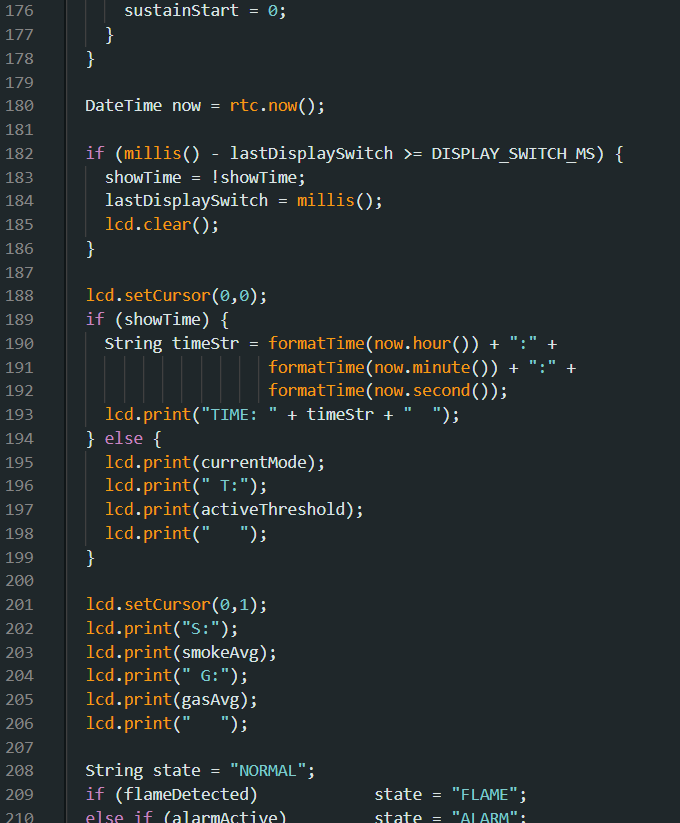 176 sustainStart = 0;
177 }
178 }
179
180 DateTime now = rtc.now();
181
182 if (millis() - lastDisplaySwitch >= DISPLAY_SWITCH_MS) {
183 showTime = !showTime;
184 lastDisplaySwitch = millis();
185 lcd.clear();
186 }
187
188 lcd.setCursor(0,0);
189 if (showTime) {
190 String timeStr = formatTime(now.hour()) + ":" +
191 formatTime(now.minute()) + ":" +
192 formatTime(now.second());
193 lcd.print("TIME: " + timeStr + "  ");
194 } else {
195 lcd.print(currentMode);
196 lcd.print(" T:");
197 lcd.print(activeThreshold);
198 lcd.print("   ");
199 }
200
201 lcd.setCursor(0,1);
202 lcd.print("S:");
203 lcd.print(smokeAvg);
204 lcd.print(" G:");
205 lcd.print(gasAvg);
206 lcd.print("   ");
207
208 String state = "NORMAL";
209 if (flameDetected) state = "FLAME";
210 else if (alarmActive) state = "ALARM";